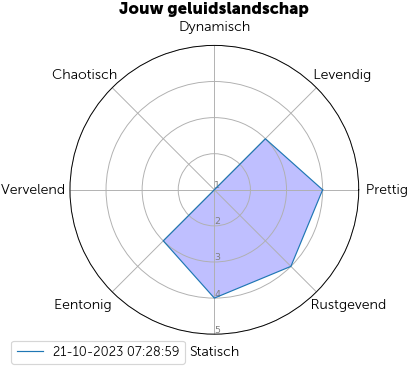 Jouw geluidslandschap
Dynamisch
Chaotisch
Levendig
Vervelend
1
Prettig
2
3
4
Eentonig
Rustgevend
5
21-10-2023 07:28:59
Statisch